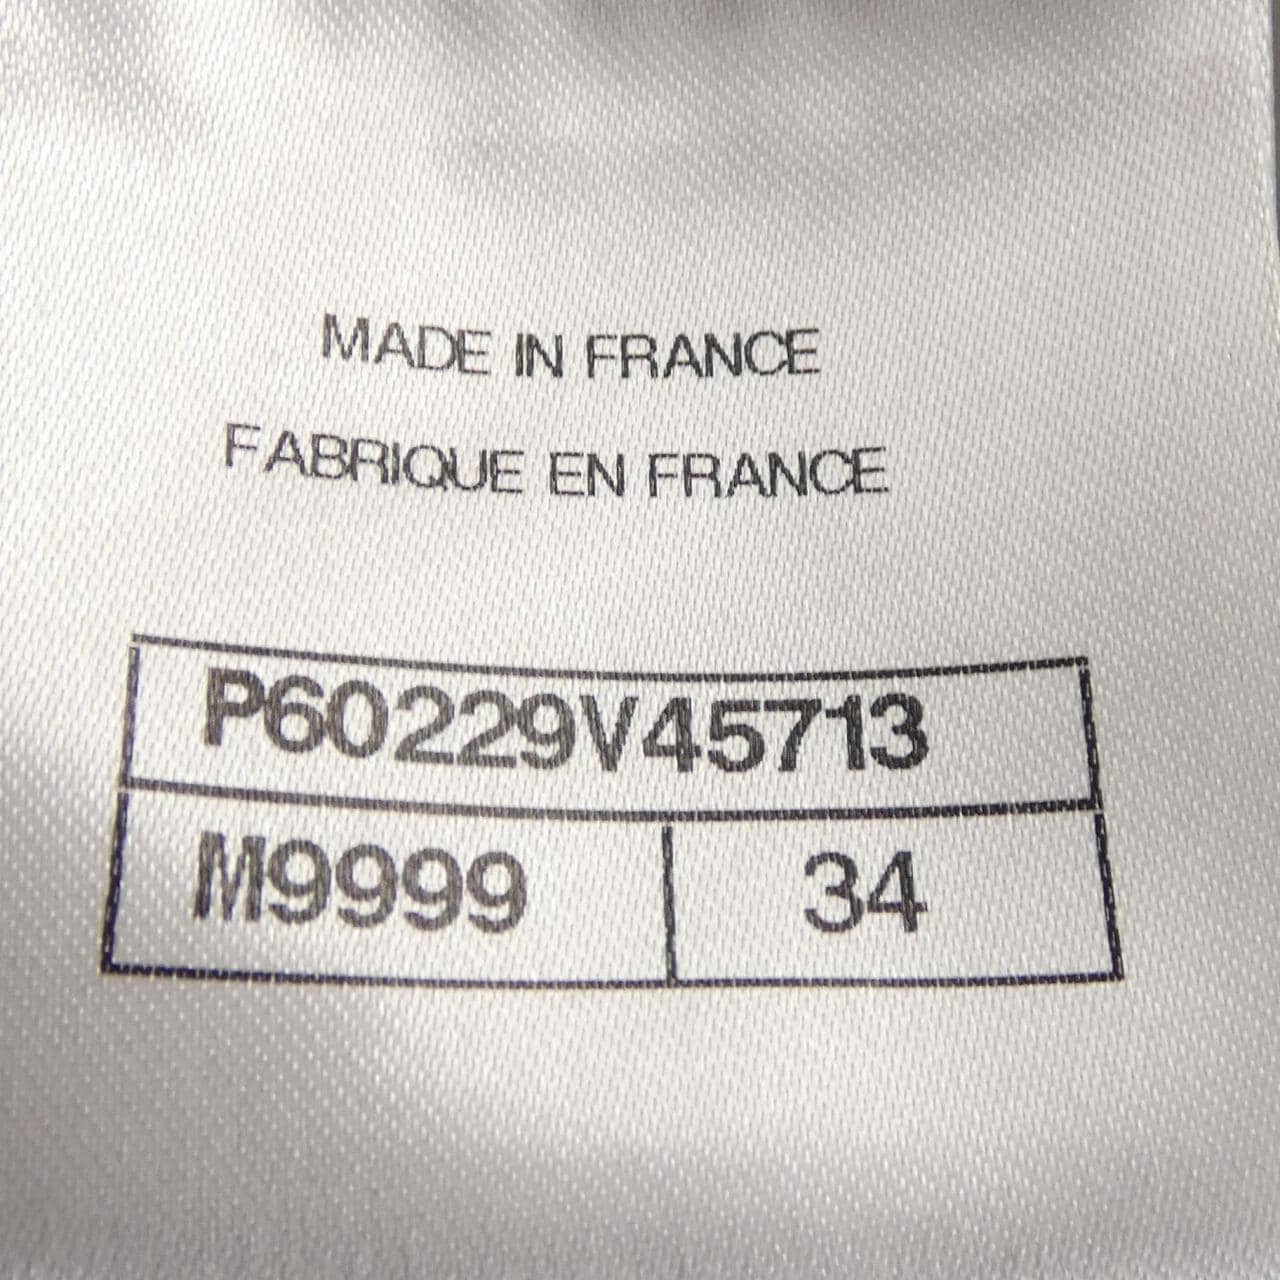 MADE IN FRANCE
FABRIQUE EN FRANCE
P60229V45713
M9999 34